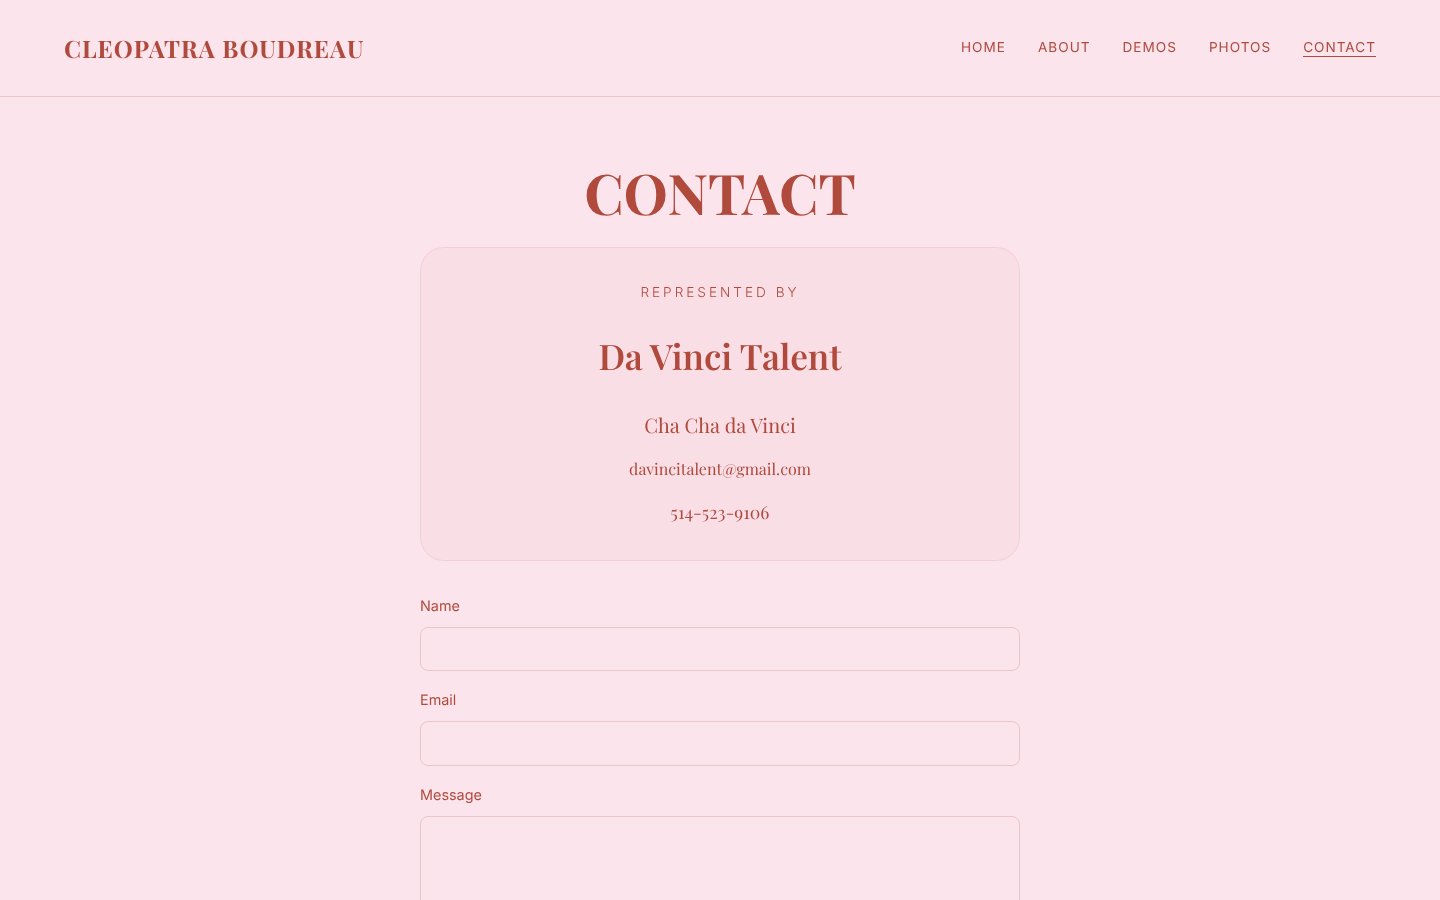 CLEOPATRA BOUDREAU
HOME ABOUT DEMOS PHOTOS CONTACT
CONTACT
REPRESENTED BY
Da Vinci Talent
Cha Cha da Vinci
davincitalent@gmail.com
514-523-9106
Name
Email
Message